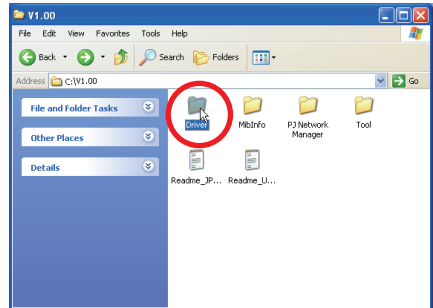 V1.00
File Edit View Favorites Tools Help
Back Search Folders
Address C:\V1.00 Go
File and Folder Tasks
Other Places
Details
Driver MibInfo PJ Network Manager Tool
Readme_JP... Readme_U...